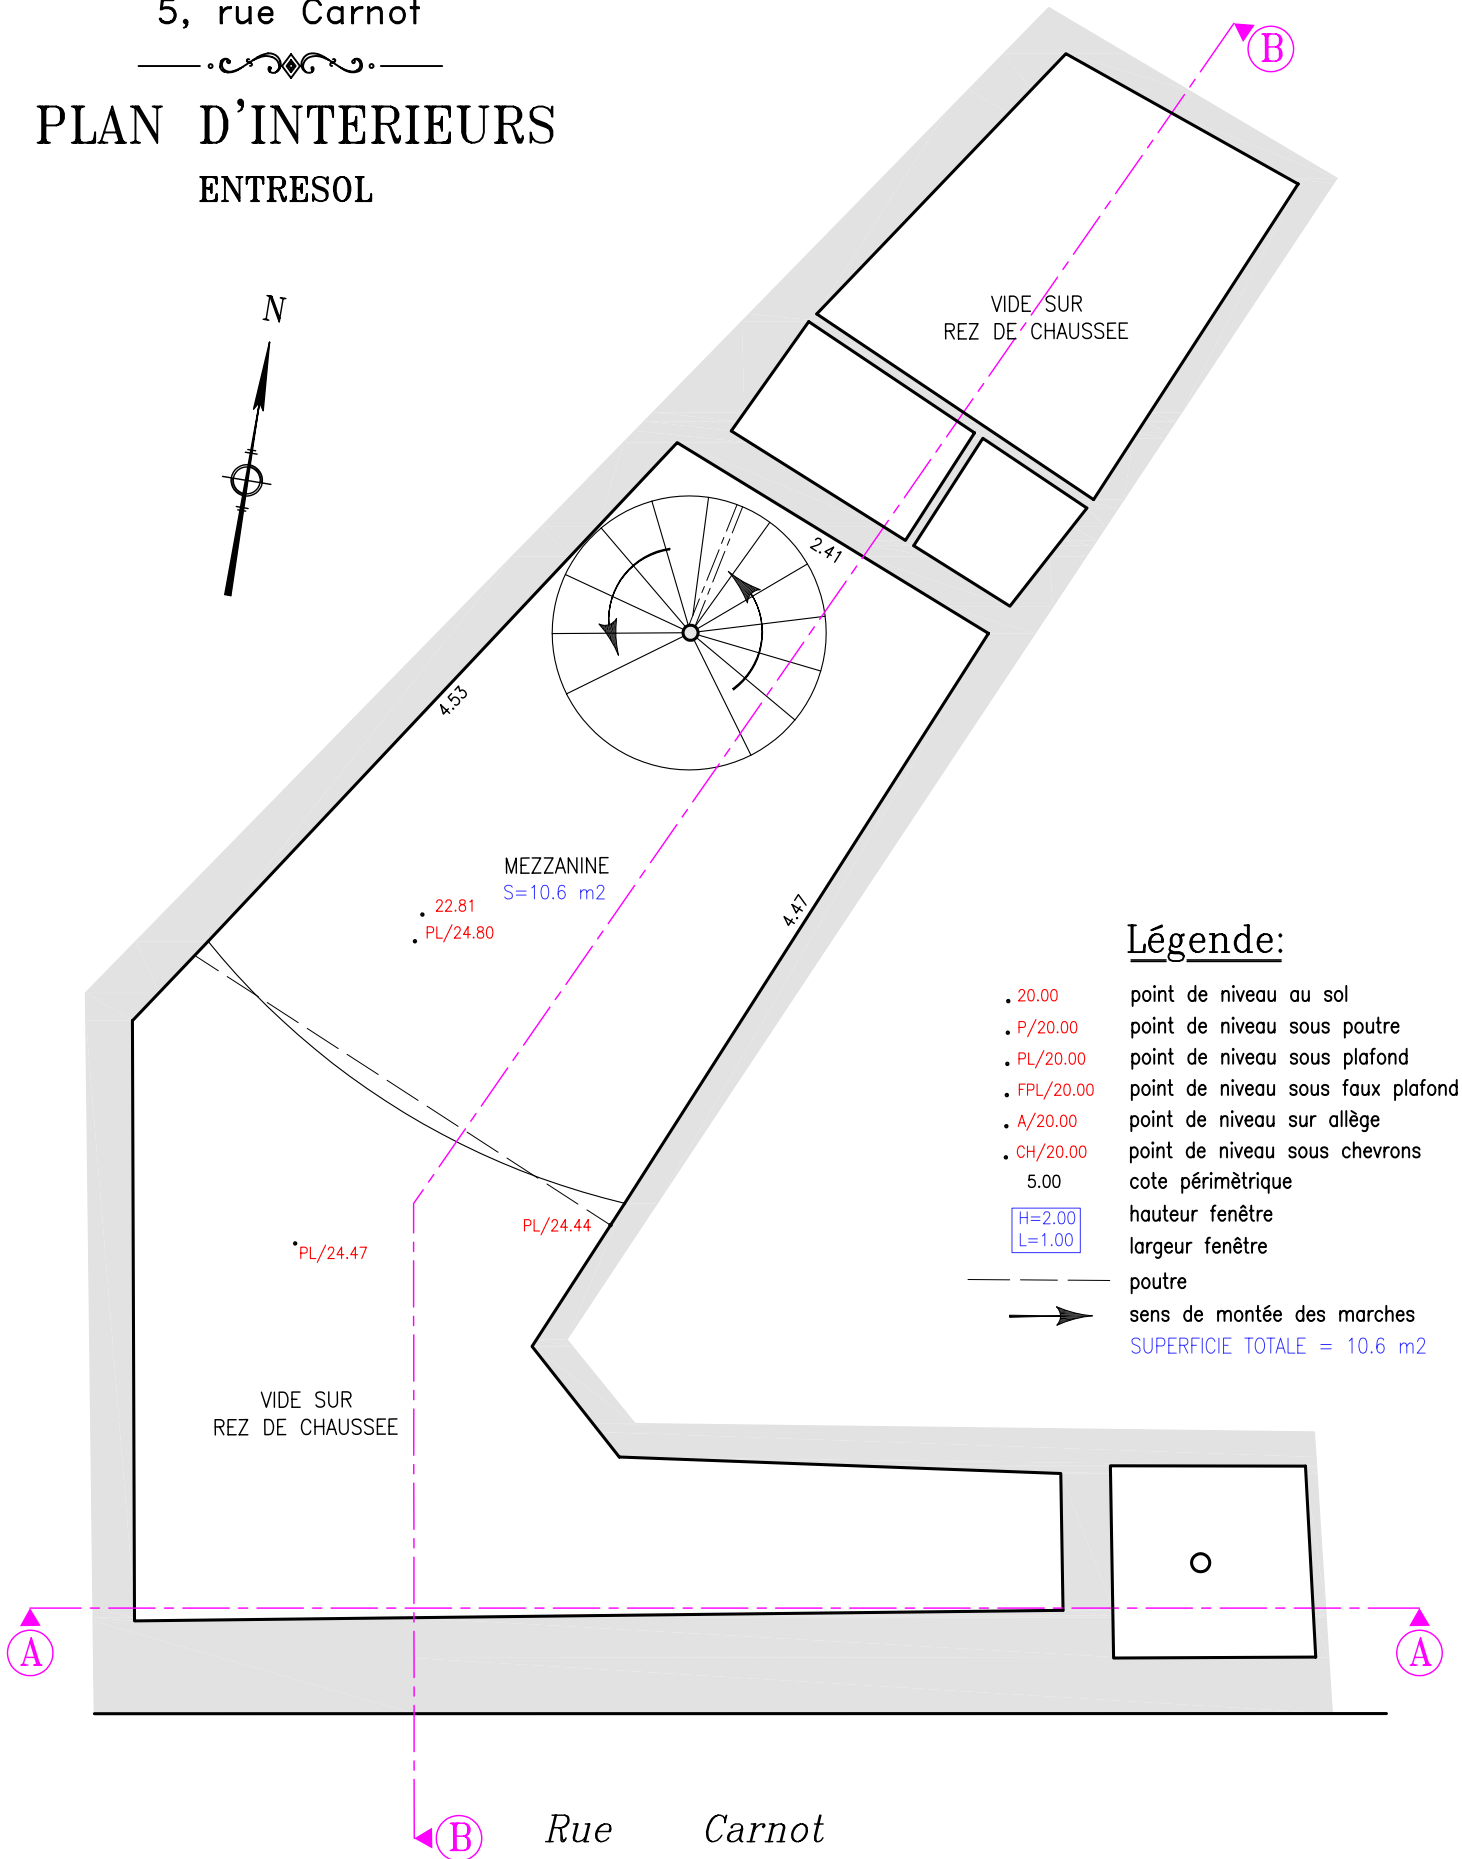 5, rue Carnot
PLAN D'INTERIEURS
ENTRESOL
N
B
VIDE SUR
REZ DE CHAUSSEE
2.41
4.53
MEZZANINE
S=10.6 m2
22.81
PL/24.80
4.47
PL/24.44
PL/24.47
VIDE SUR
REZ DE CHAUSSEE
Légende:
20.00 point de niveau au sol
P/20.00 point de niveau sous poutre
PL/20.00 point de niveau sous plafond
FPL/20.00 point de niveau sous faux plafond
A/20.00 point de niveau sur allège
CH/20.00 point de niveau sous chevrons
5.00 cote périmètrique
H=2.00 hauteur fenêtre
L=1.00 largeur fenêtre
poutre
sens de montée des marches
SUPERFICIE TOTALE = 10.6 m2
A
A
B
Rue Carnot